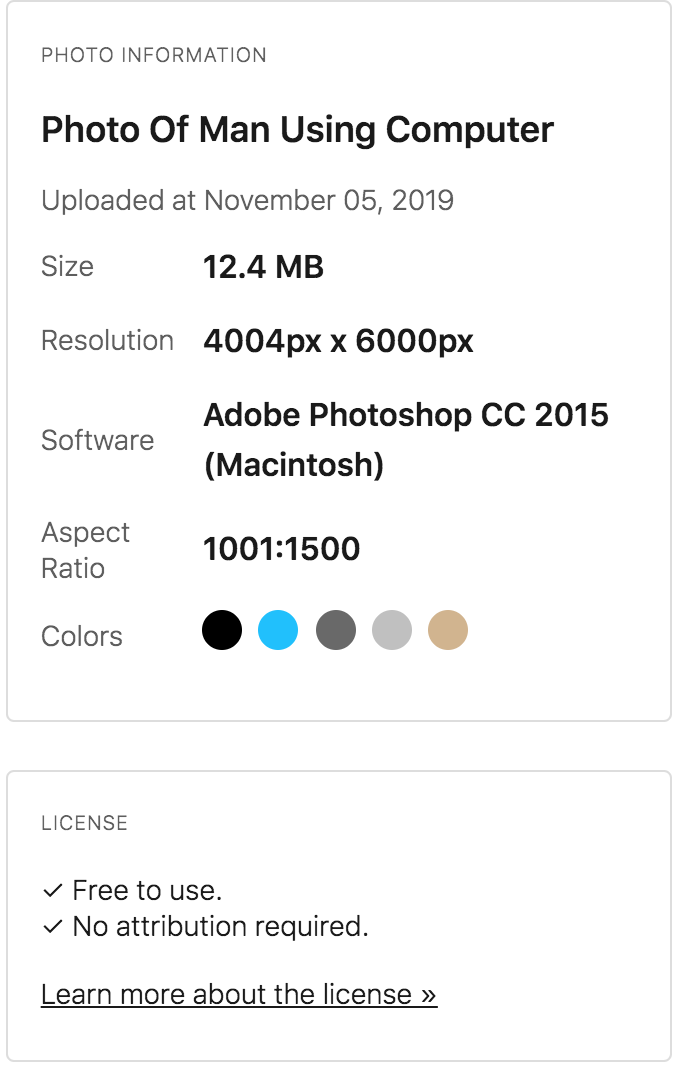 PHOTO INFORMATION
Photo Of Man Using Computer
Uploaded at November 05, 2019
Size 12.4 MB
Resolution 4004px x 6000px
Software Adobe Photoshop CC 2015
(Macintosh)
Aspect
Ratio 1001:1500
Colors
LICENSE
✓ Free to use.
✓ No attribution required.
Learn more about the license »